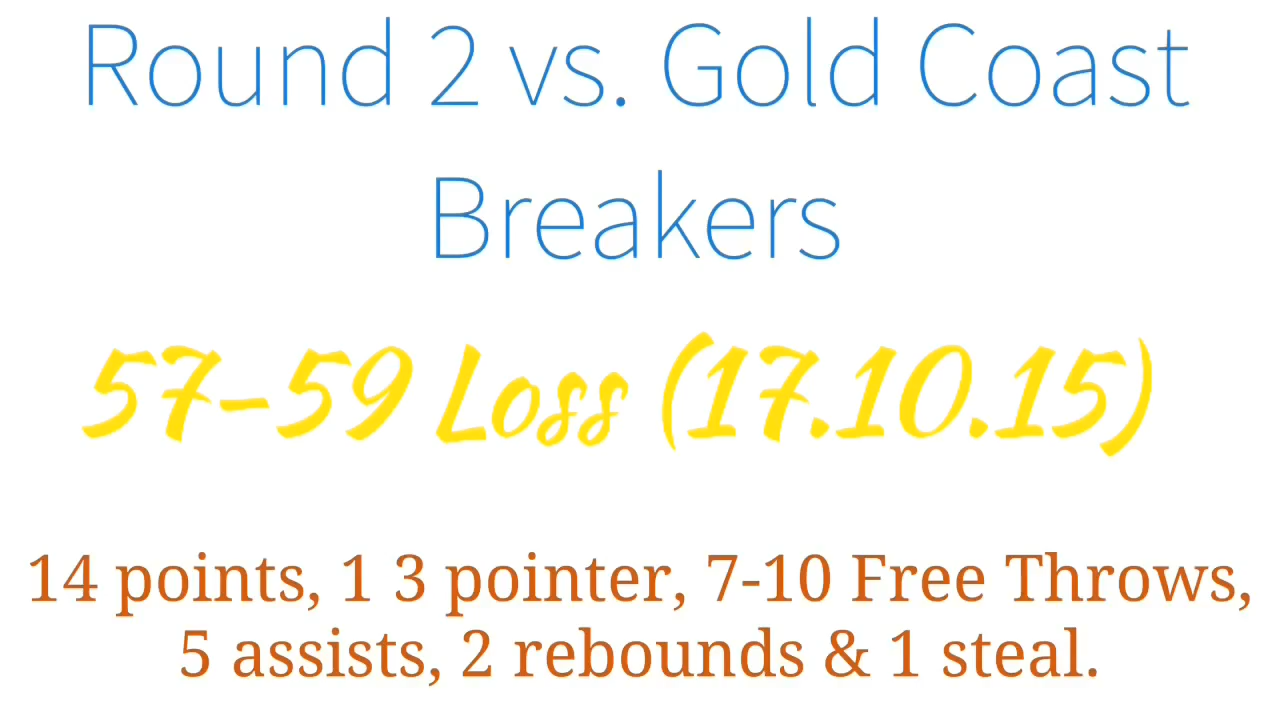 Round 2 vs. Gold Coast
Breakers
57-59 Loss (17.10.15)
14 points, 1 3 pointer, 7-10 Free Throws,
5 assists, 2 rebounds & 1 steal.